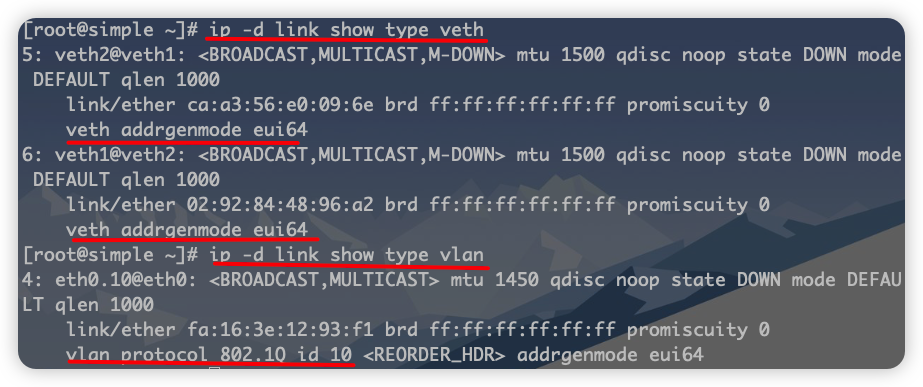 [root@simple ~]# ip -d link show type veth
5: veth2@veth1: <BROADCAST,MULTICAST,M-DOWN> mtu 1500 qdisc noop state DOWN mode
 DEFAULT qlen 1000
    link/ether ca:a3:56:e0:09:6e brd ff:ff:ff:ff:ff:ff promiscuity 0
    veth addrgenmode eui64
6: veth1@veth2: <BROADCAST,MULTICAST,M-DOWN> mtu 1500 qdisc noop state DOWN mode
 DEFAULT qlen 1000
    link/ether 02:92:84:48:96:a2 brd ff:ff:ff:ff:ff:ff promiscuity 0
    veth addrgenmode eui64
[root@simple ~]# ip -d link show type vlan
4: eth0.10@eth0: <BROADCAST,MULTICAST> mtu 1450 qdisc noop state DOWN mode DEFAU
LT qlen 1000
    link/ether fa:16:3e:12:93:f1 brd ff:ff:ff:ff:ff:ff promiscuity 0
    vlan protocol 802.1Q id 10 <REORDER_HDR> addrgenmode eui64